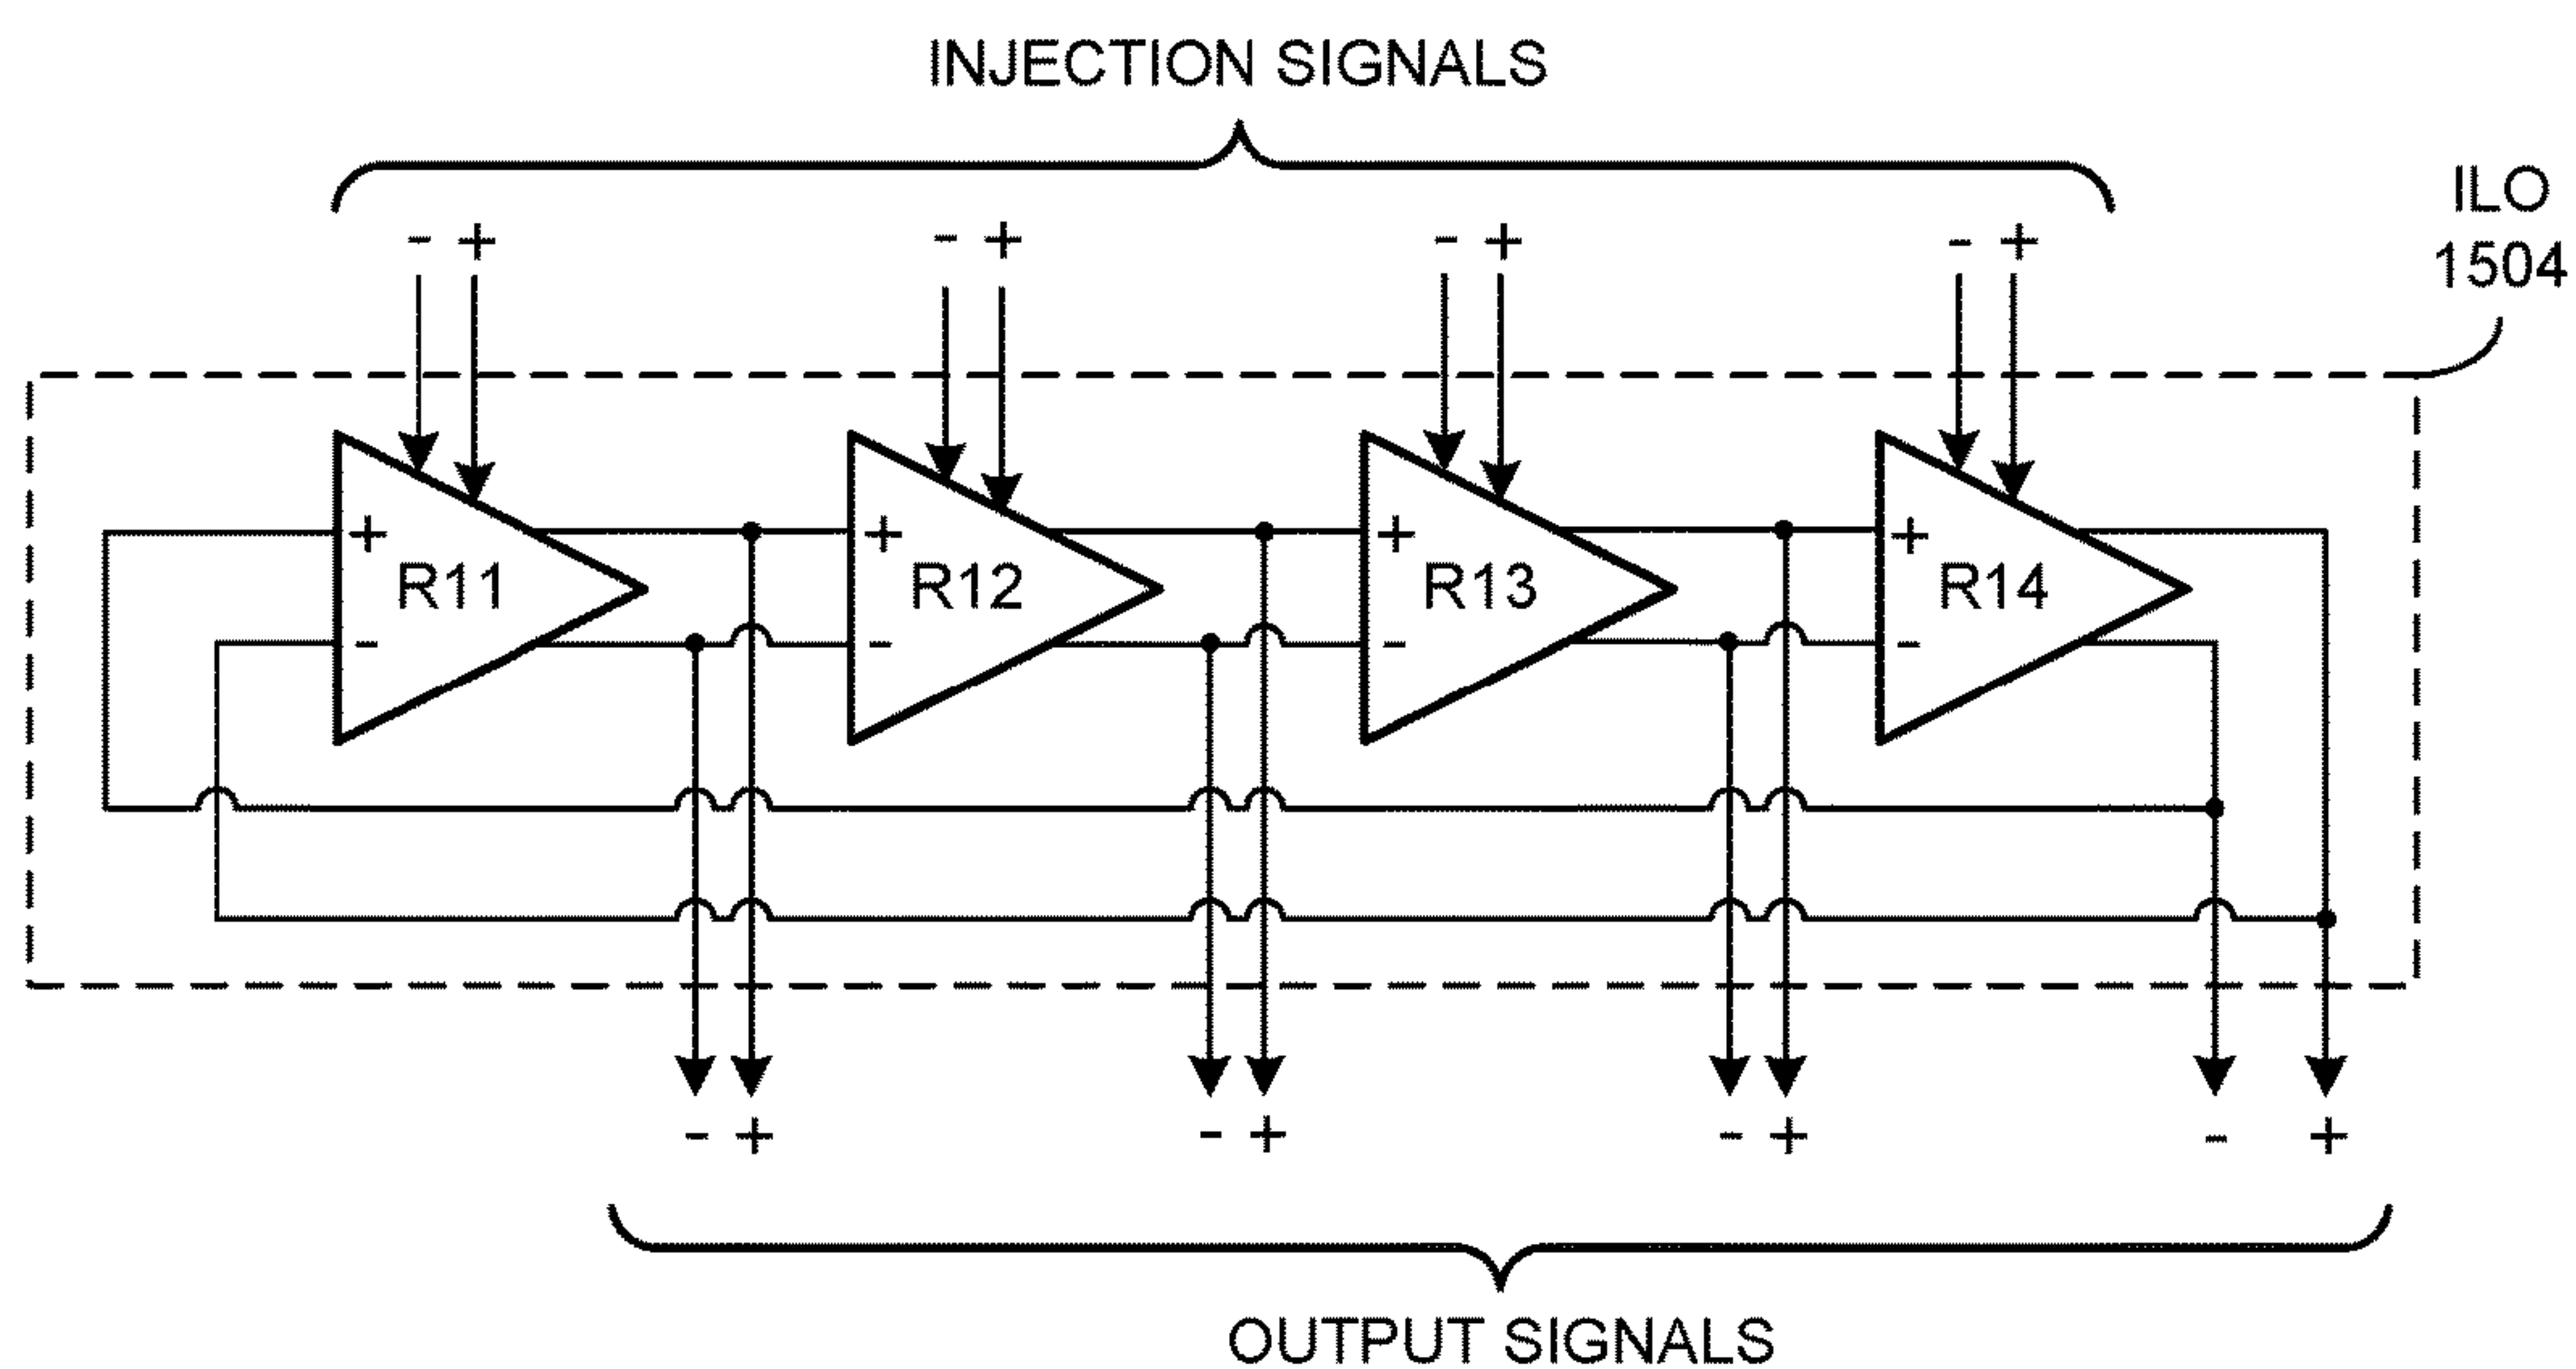 INJECTION SIGNALS
ILO
1504
- + - + - + - +
+ + + +
R11 R12 R13 R14
- - - -
- + - + - + - +
OUTPUT SIGNALS